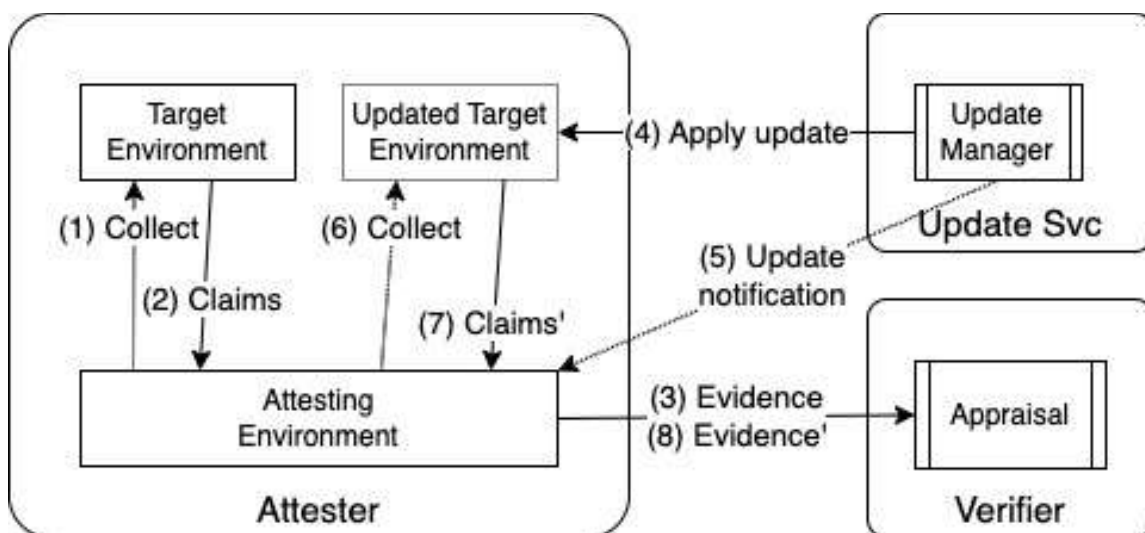 Target
Environment
Updated Target
Environment
(4) Apply update
Update
Manager
Update Svc
(1) Collect
(6) Collect
(5) Update
notification
(2) Claims
(7) Claims'
Attesting
Environment
(3) Evidence
(8) Evidence'
Appraisal
Attester
Verifier